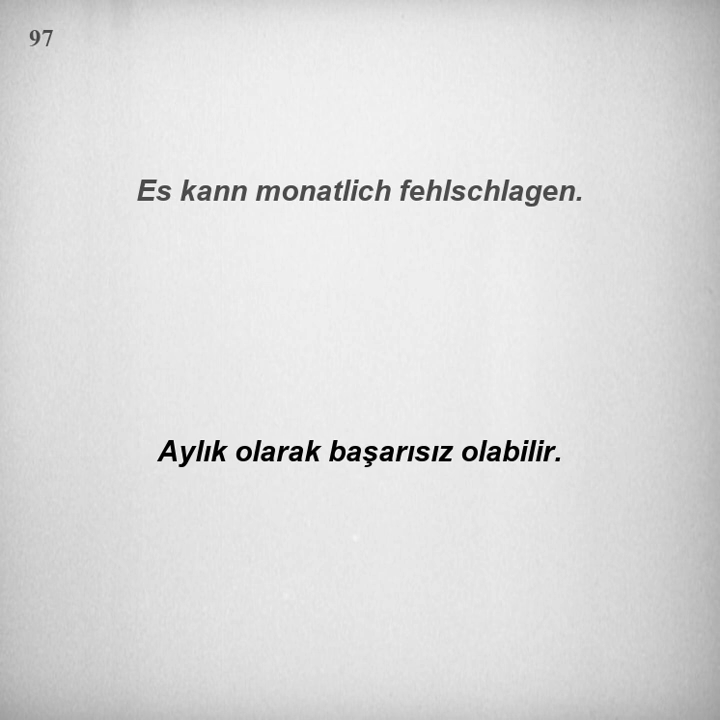 97
Es kann monatlich fehlschlagen.
Aylık olarak başarısız olabilir.